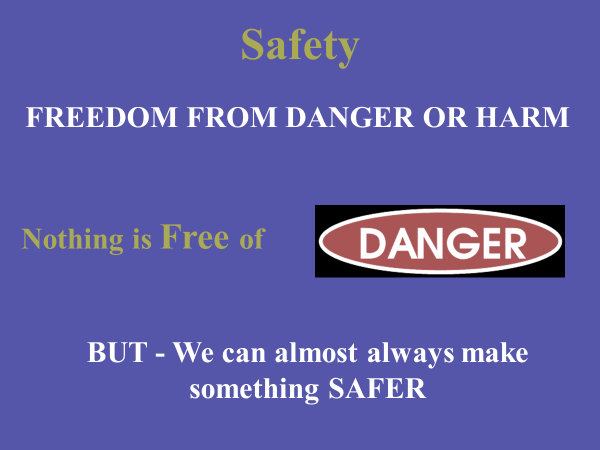 Safety
FREEDOM FROM DANGER OR HARM
Nothing is Free of DANGER
BUT - We can almost always make
something SAFER